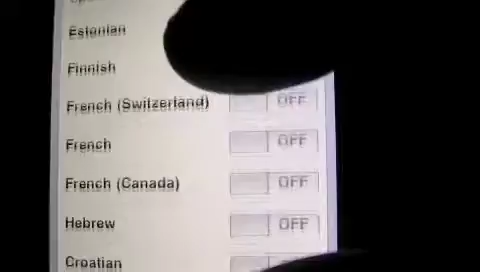 Estonian
Finnish
French (Switzerland) OFF
French OFF
French (Canada) OFF
Hebrew OFF
Croatian